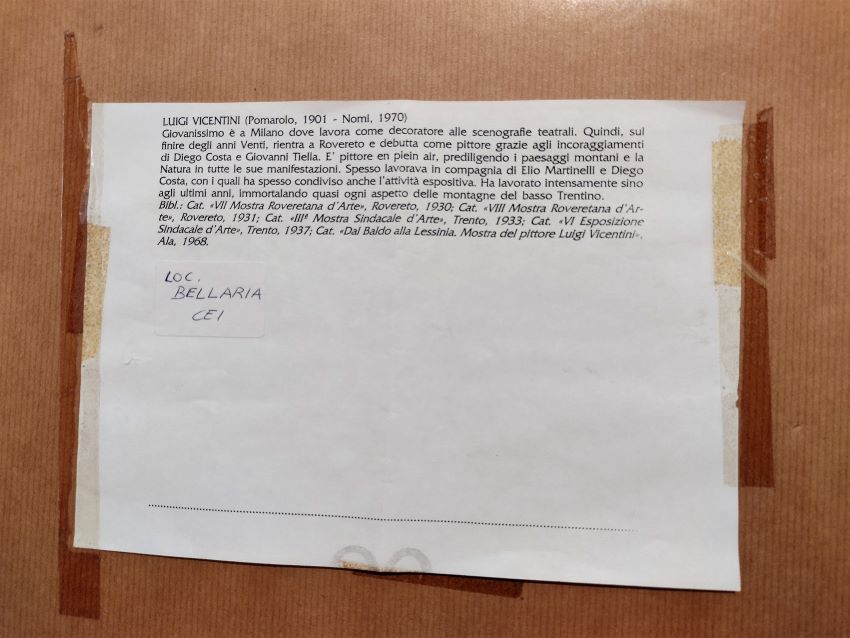 LUIGI VICENTINI (Pomarolo, 1901 - Nomi, 1970)
Giovanissimo è a Milano dove lavora come decoratore alle scenografie teatrali. Quindi, sul
finire degli anni Venti, rientra a Rovereto e debutta come pittore grazie agli incoraggiamenti
di Diego Costa e Giovanni Tiella. E' pittore en plein air, prediligendo i paesaggi montani e la
Natura in tutte le sue manifestazioni. Spesso lavorava in compagnia di Elio Martinelli e Diego
Costa, con i quali ha spesso condiviso anche l'attività espositiva. Ha lavorato intensamente sino
agli ultimi anni, immortalando quasi ogni aspetto delle montagne del basso Trentino.
Bibl.: Cat. «VII Mostra Roveretana d'Arte», Rovereto, 1930; Cat. «VIII Mostra Roveretana d'Ar-
te», Rovereto, 1931; Cat. «IIIª Mostra Sindacale d'Arte», Trento, 1933; Cat. «VI Esposizione
Sindacale d'Arte», Trento, 1937; Cat. «Dal Baldo alla Lessinia. Mostra del pittore Luigi Vicentini»,
Ala, 1968.
LOC.
BELLARIA
CEI